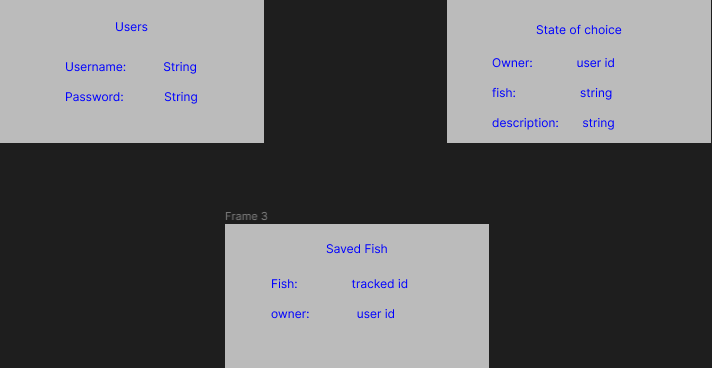 Users
Username: String
Password: String
State of choice
Owner: user id
fish: string
description: string
Frame 3
Saved Fish
Fish: tracked id
owner: user id